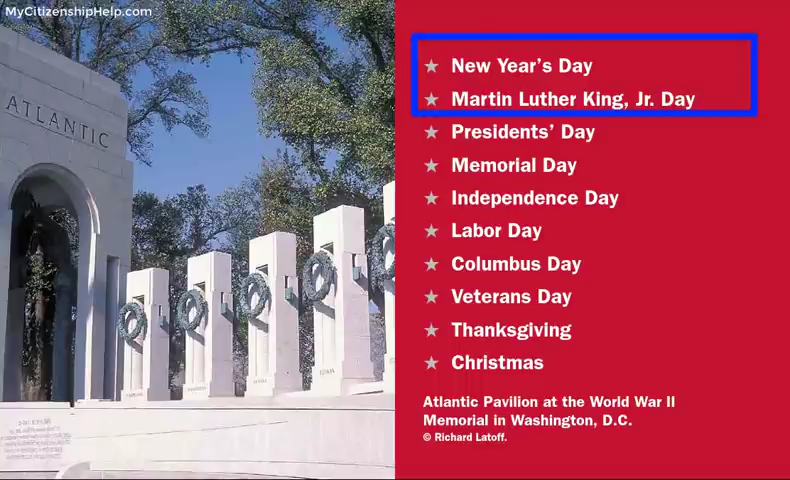 MyCitizenshipHelp.com
ATLANTIC
★ New Year's Day
★ Martin Luther King, Jr. Day
★ Presidents' Day
★ Memorial Day
★ Independence Day
★ Labor Day
★ Columbus Day
★ Veterans Day
★ Thanksgiving
★ Christmas
Atlantic Pavilion at the World War II
Memorial in Washington, D.C.
© Richard Latoff.